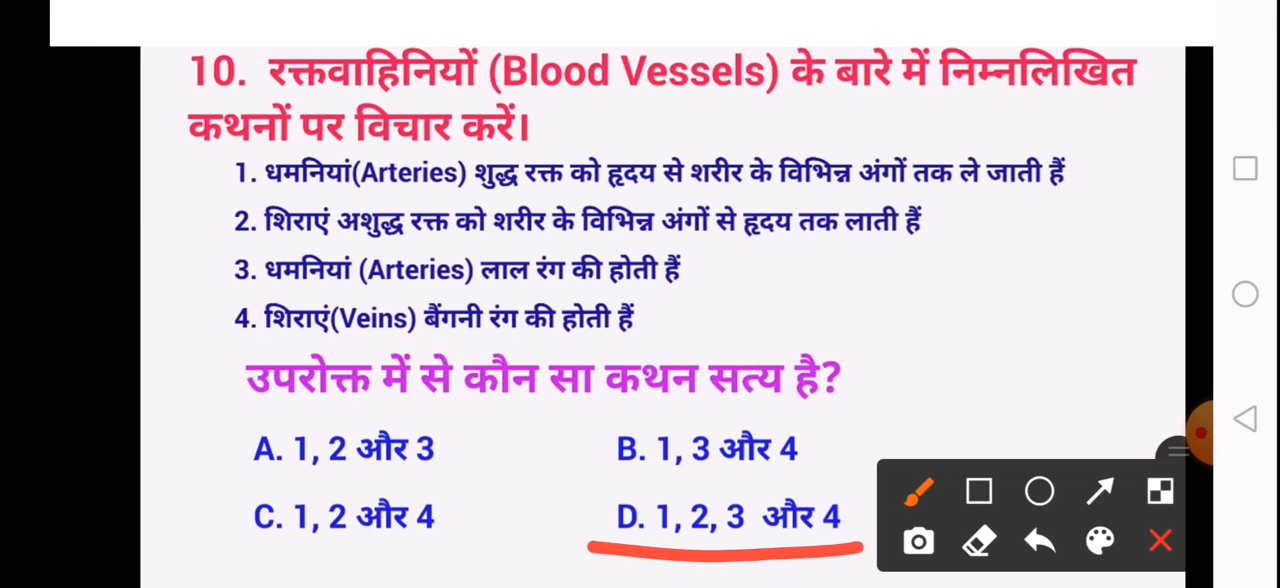 10. रक्तवाहिनियों (Blood Vessels) के बारे में निम्नलिखित
कथनों पर विचार करें।
1. धमनियां(Arteries) शुद्ध रक्त को हृदय से शरीर के विभिन्न अंगों तक ले जाती हैं
2. शिराएं अशुद्ध रक्त को शरीर के विभिन्न अंगों से हृदय तक लाती हैं
3. धमनियां (Arteries) लाल रंग की होती हैं
4. शिराएं(Veins) बैंगनी रंग की होती हैं
उपरोक्त में से कौन सा कथन सत्य है?
A. 1, 2 और 3
B. 1, 3 और 4
C. 1, 2 और 4
D. 1, 2, 3 और 4